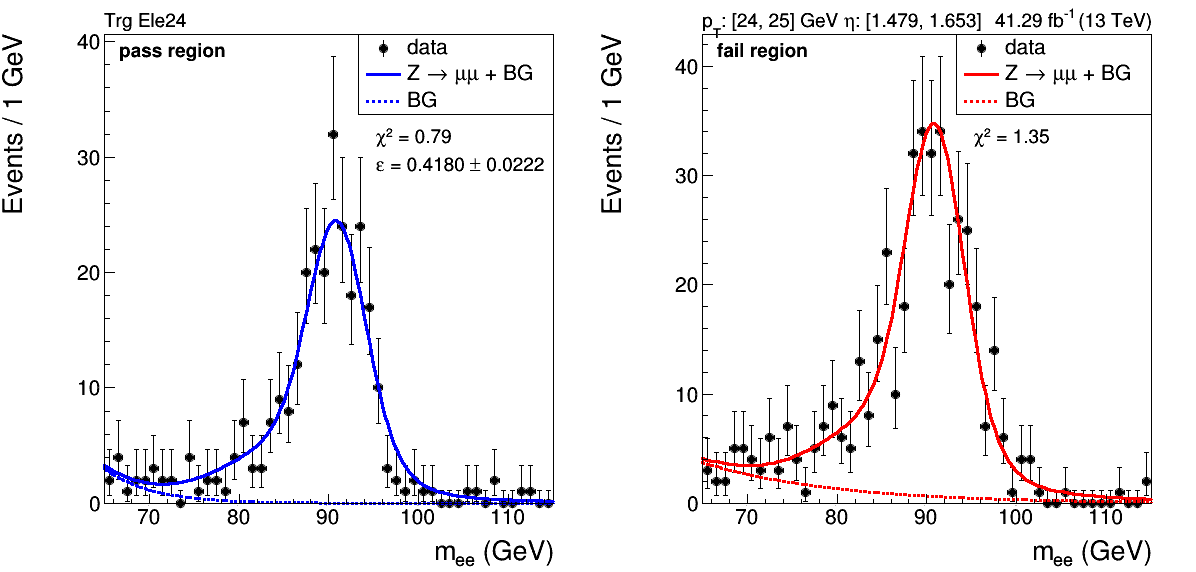 Trg Ele24
pass region
data
Z → μμ + BG
BG
χ² = 0.79
ε = 0.4180 ± 0.0222
Events / 1 GeV
40
30
20
10
0
70 80 90 100 110
m_ee (GeV)
p_T: [24, 25] GeV η: [1.479, 1.653] 41.29 fb⁻¹ (13 TeV)
fail region
data
Z → μμ + BG
BG
χ² = 1.35
Events / 1 GeV
40
30
20
10
0
70 80 90 100 110
m_ee (GeV)